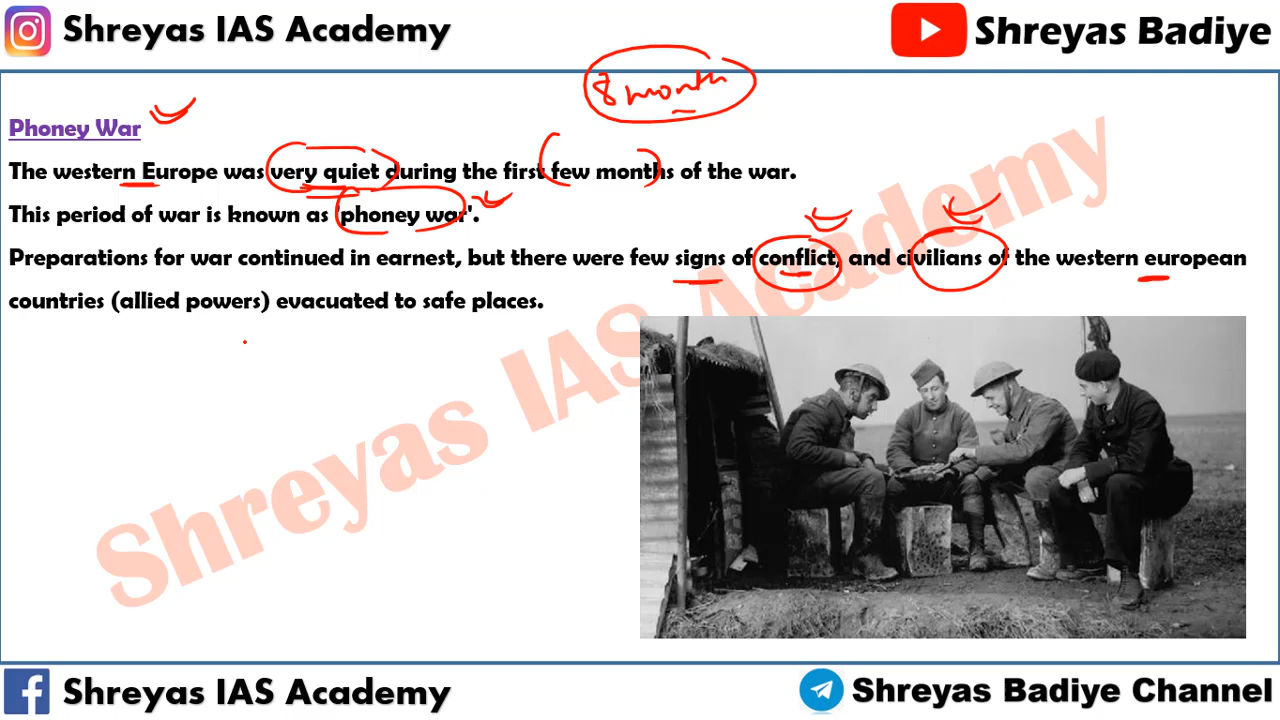 Shreyas IAS Academy
Shreyas Badiye
8 month
Phoney War
The western Europe was very quiet during the first few months of the war.
This period of war is known as 'phoney war'.
Preparations for war continued in earnest, but there were few signs of conflict, and civilians of the western european
countries (allied powers) evacuated to safe places.
Shreyas IAS Academy
Shreyas IAS Academy
Shreyas Badiye Channel